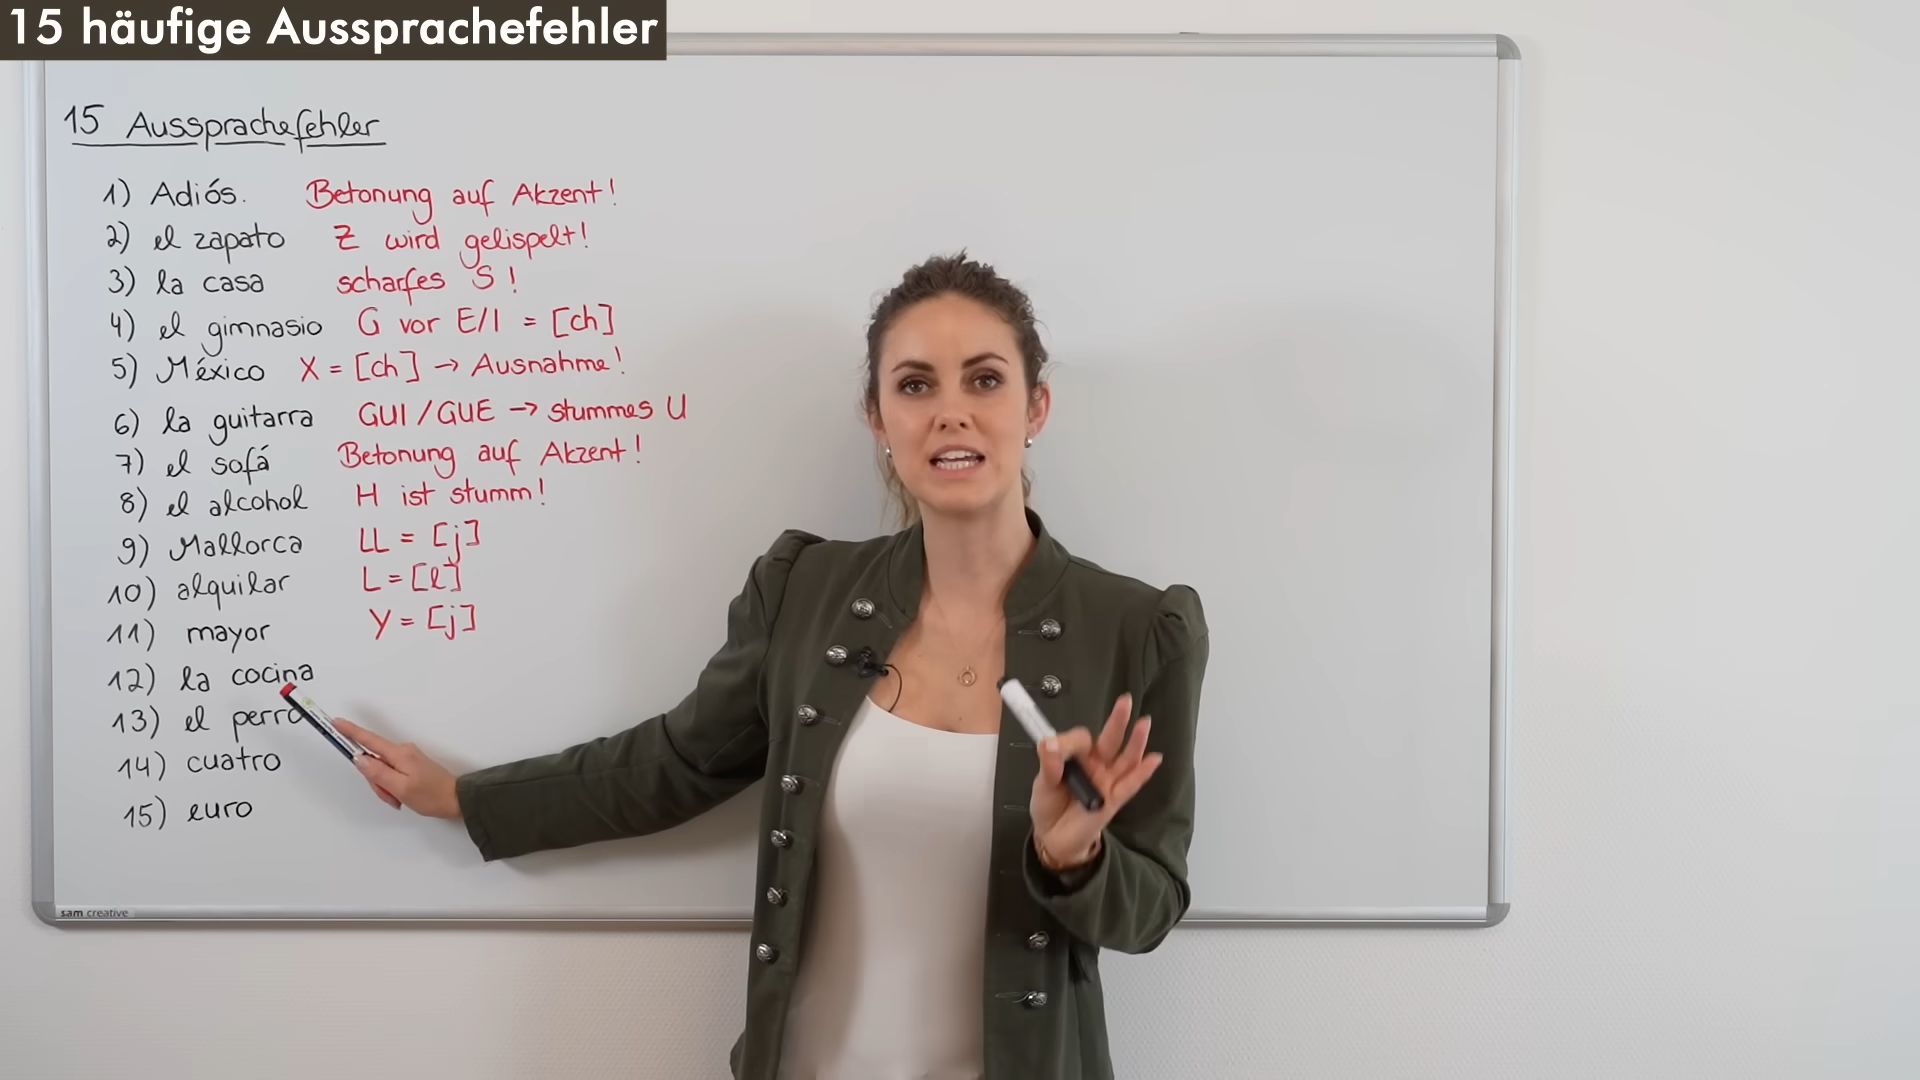 15 häufige Aussprachefehler
15 Aussprachefehler
1) Adiós. Betonung auf Akzent!
2) el zapato Z wird gelispelt!
3) la casa scharfes S!
4) el gimnasio G vor E/I = [ch]
5) México X = [ch] → Ausnahme!
6) la guitarra GUI/GUE → stummes U
7) el sofá Betonung auf Akzent!
8) el alcohol H ist stumm!
9) Mallorca LL = [j]
10) alquilar L = [l]
11) mayor Y = [j]
12) la cocina
13) el perro
14) cuatro
15) euro
sam creative